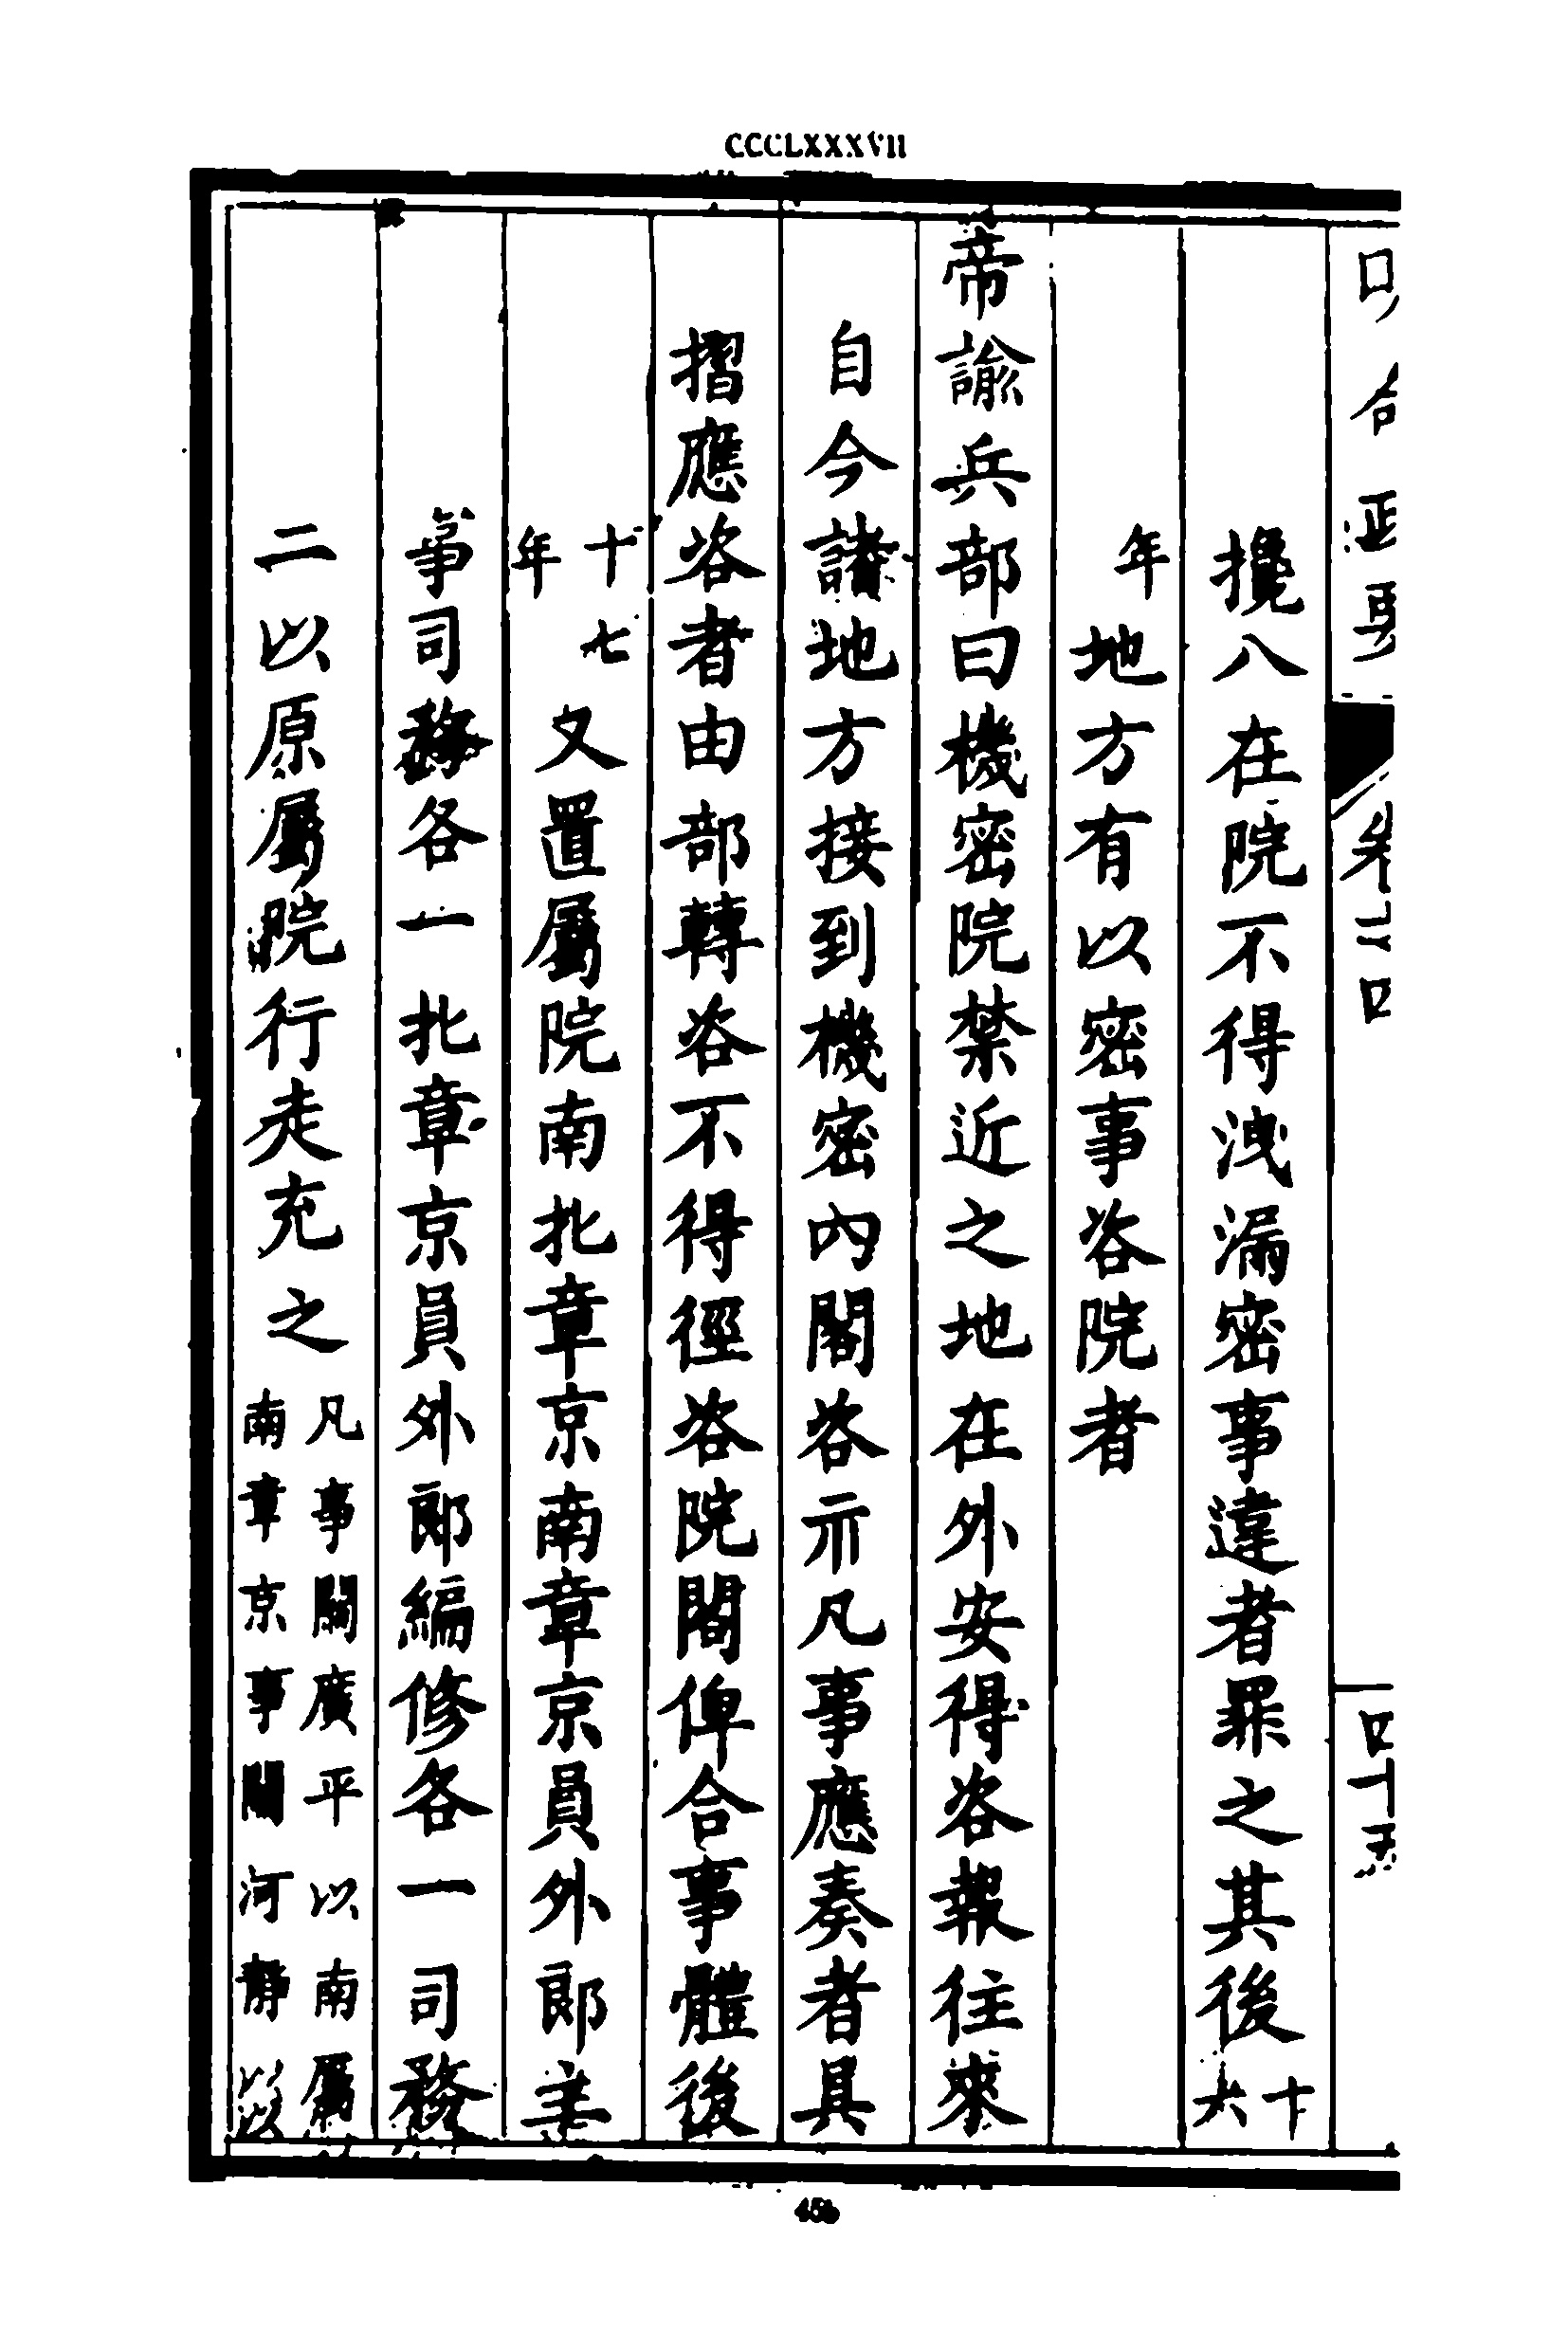 CCCLXXXVII
攙入在院不得洩漏密事違者罪之其後十六
年地方有以密事咨院者
帝諭兵部曰機密院禁近之地在外安得咨報往來
自今諸地方接到機密內閣咨示凡事應奏者具
摺應咨者由部轉咨不得徑咨院閣俾合事體後
十七年又置屬院南北章京南章京員外郎兼
事司務各一北章京員外郎編修各一司務
二以原屬院行走充之凡事關廣平以南屬
南章京事關河靜以
45b